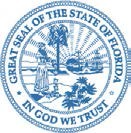 GREAT SEAL OF THE STATE OF FLORIDA
IN GOD WE TRUST